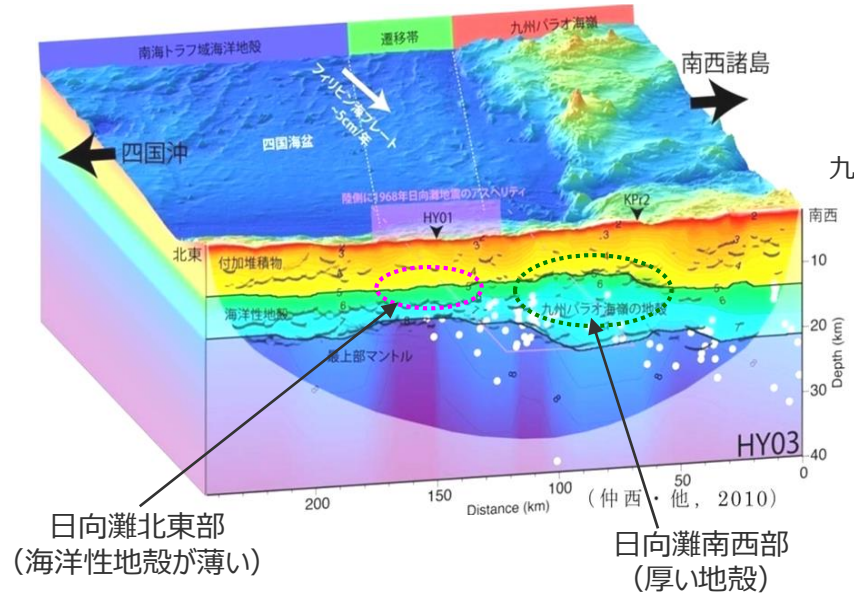 南海トラフ域海洋地殻
遷移帯
九州パラオ海嶺
南西諸島
フィリピン海プレート
~5cm/年
四国沖
四国海盆
九
陸側に1968年日向灘地震のアスペリティ
HY01
KPr2
北東
南西
付加堆積物
海洋性地殻
九州パラオ海嶺の地殻
最上部マントル
10
20
30
40
Depth (km)
HY03
200
150
100
50
0
Distance (km)
(仲西・他, 2010)
日向灘北東部
（海洋性地殻が薄い）
日向灘南西部
（厚い地殻）